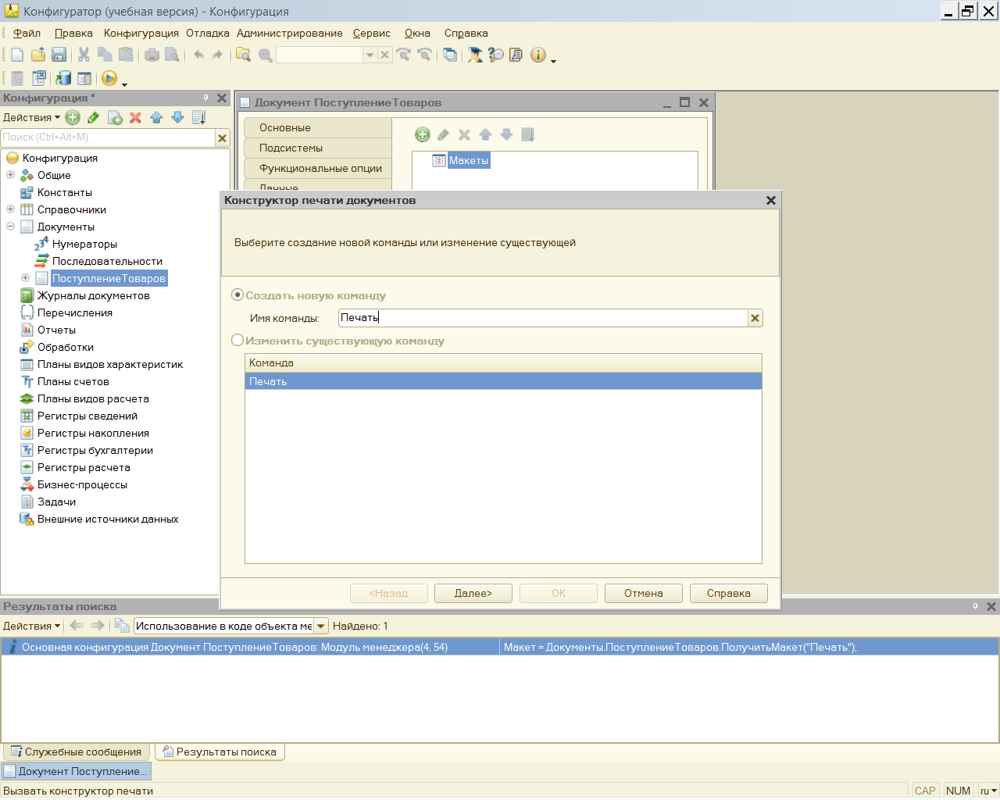 Конфигуратор (учебная версия) - Конфигурация
Файл Правка Конфигурация Отладка Администрирование Сервис Окна Справка
Конфигурация *
Действия
Поиск (Ctrl+Alt+M)
Конфигурация
Общие
Константы
Справочники
Документы
Нумераторы
Последовательности
ПоступлениеТоваров
Журналы документов
Перечисления
Отчеты
Обработки
Планы видов характеристик
Планы счетов
Планы видов расчета
Регистры сведений
Регистры накопления
Регистры бухгалтерии
Регистры расчета
Бизнес-процессы
Задачи
Внешние источники данных
Документ ПоступлениеТоваров
Основные
Подсистемы
Функциональные опции
Данные
Макеты
Конструктор печати документов
Выберите создание новой команды или изменение существующей
Создать новую команду
Имя команды: Печать
Изменить существующую команду
Команда
Печать
<Назад Далее> ОК Отмена Справка
Результаты поиска
Действия Использование в коде объекта ме Найдено: 1
Основная конфигурация Документ ПоступлениеТоваров: Модуль менеджера(4, 54) Макет = Документы.ПоступлениеТоваров.ПолучитьМакет("Печать");
Служебные сообщения Результаты поиска
Документ Поступление...
Вызвать конструктор печати CAP NUM ru